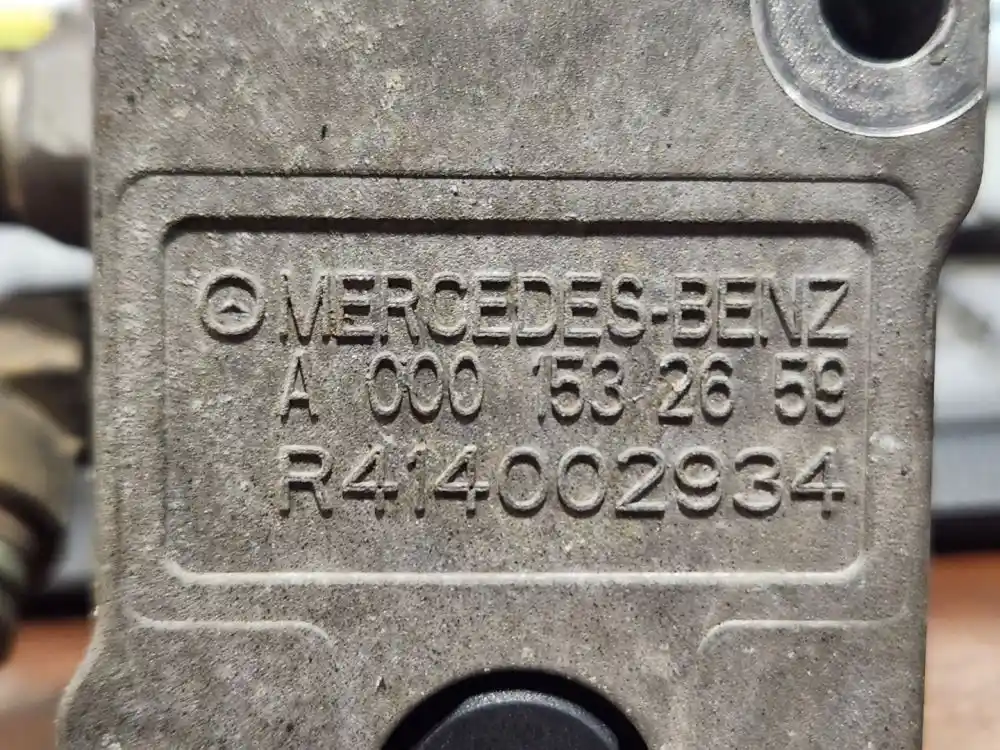 MERCEDES-BENZ
A 000 153 26 59
R414002934